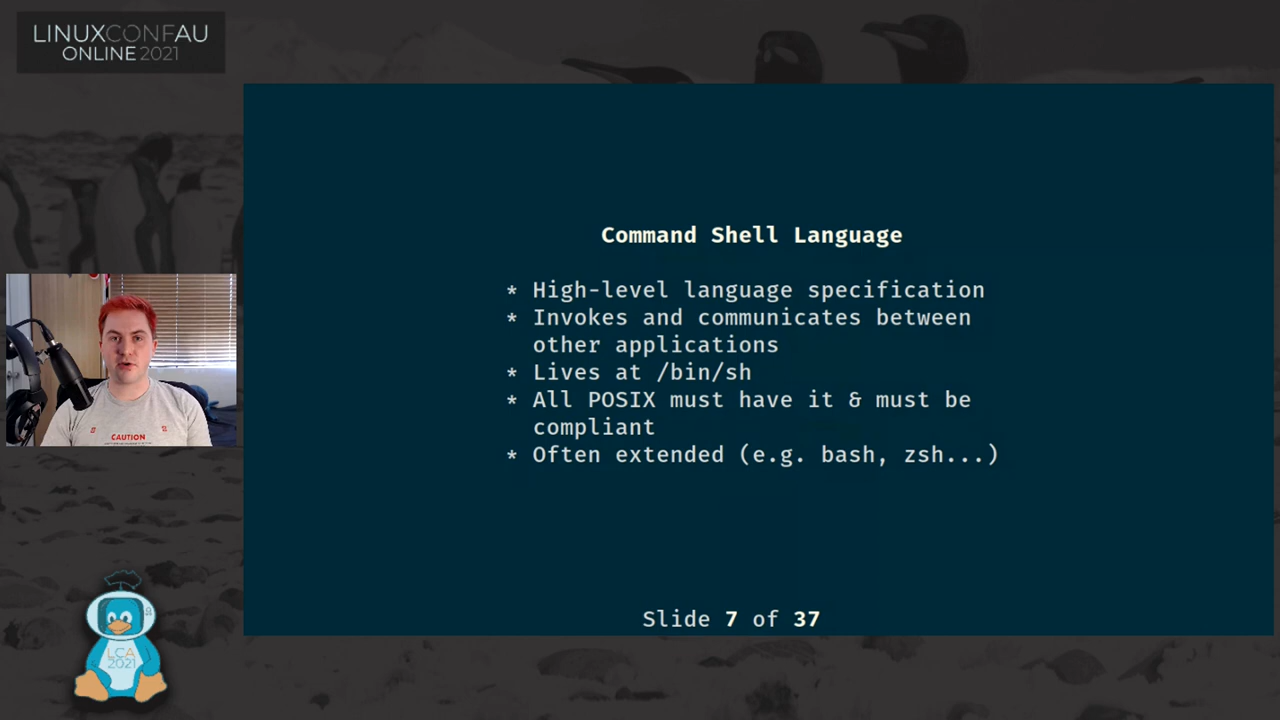 LINUXCONFAU
ONLINE 2021
Command Shell Language
* High-level language specification
* Invokes and communicates between
other applications
* Lives at /bin/sh
* All POSIX must have it & must be
compliant
* Often extended (e.g. bash, zsh...)
CAUTION
Slide 7 of 37
LCA
2021